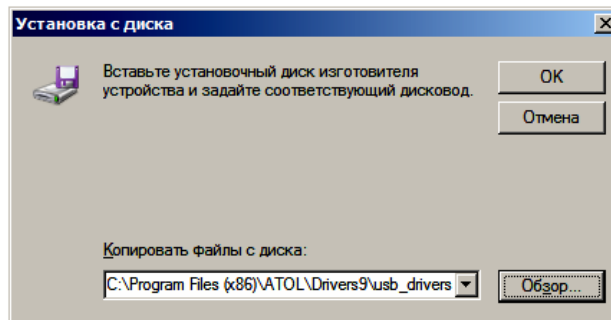 Установка с диска
Вставьте установочный диск изготовителя
устройства и задайте соответствующий дисковод.
OK
Отмена
Копировать файлы с диска:
C:\Program Files (x86)\ATOL\Drivers9\usb_drivers
Обзор...